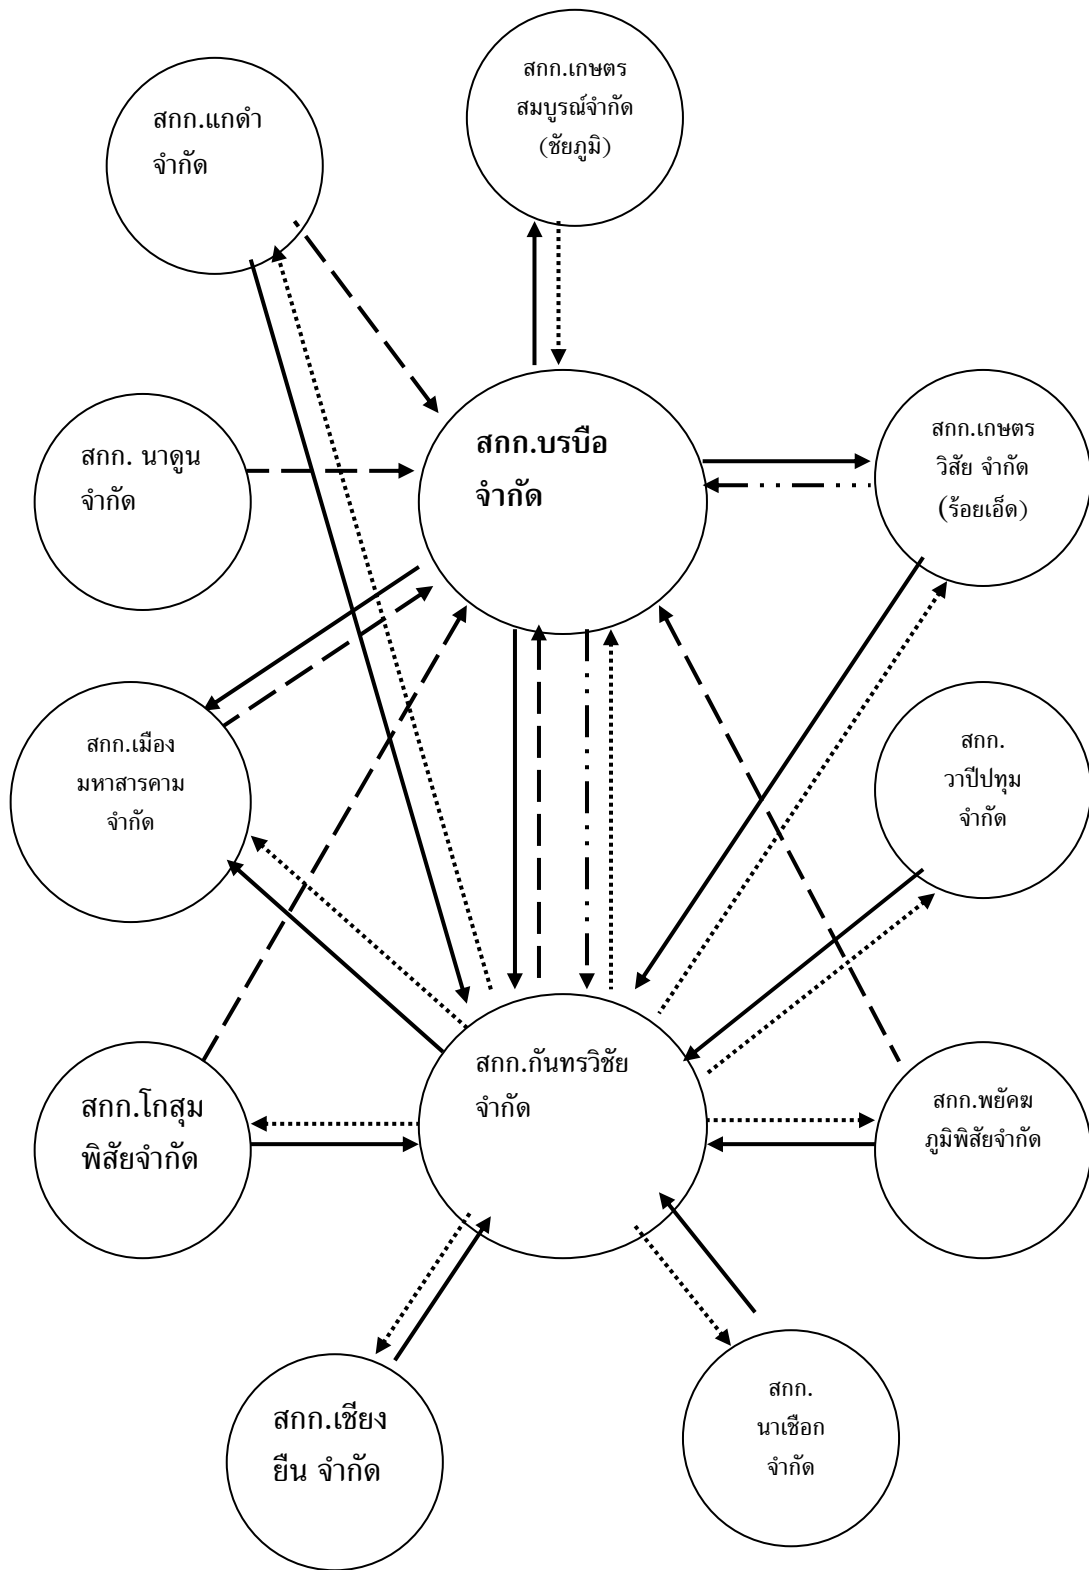 สกก.เกษตร
สมบูรณ์จำกัด
(ชัยภูมิ)
สกก.แกดำ
จำกัด
สกก.บรบือ
จำกัด
สกก.เกษตร
วิสัย จำกัด
(ร้อยเอ็ด)
สกก. นาดูน
จำกัด
สกก.เมือง
มหาสารคาม
จำกัด
สกก.
วาปีปทุม
จำกัด
สกก.กันทรวิชัย
จำกัด
สกก.โกสุม
พิสัยจำกัด
สกก.พยัคฆ
ภูมิพิสัยจำกัด
สกก.เชียง
ยืน จำกัด
สกก.
นาเชือก
จำกัด